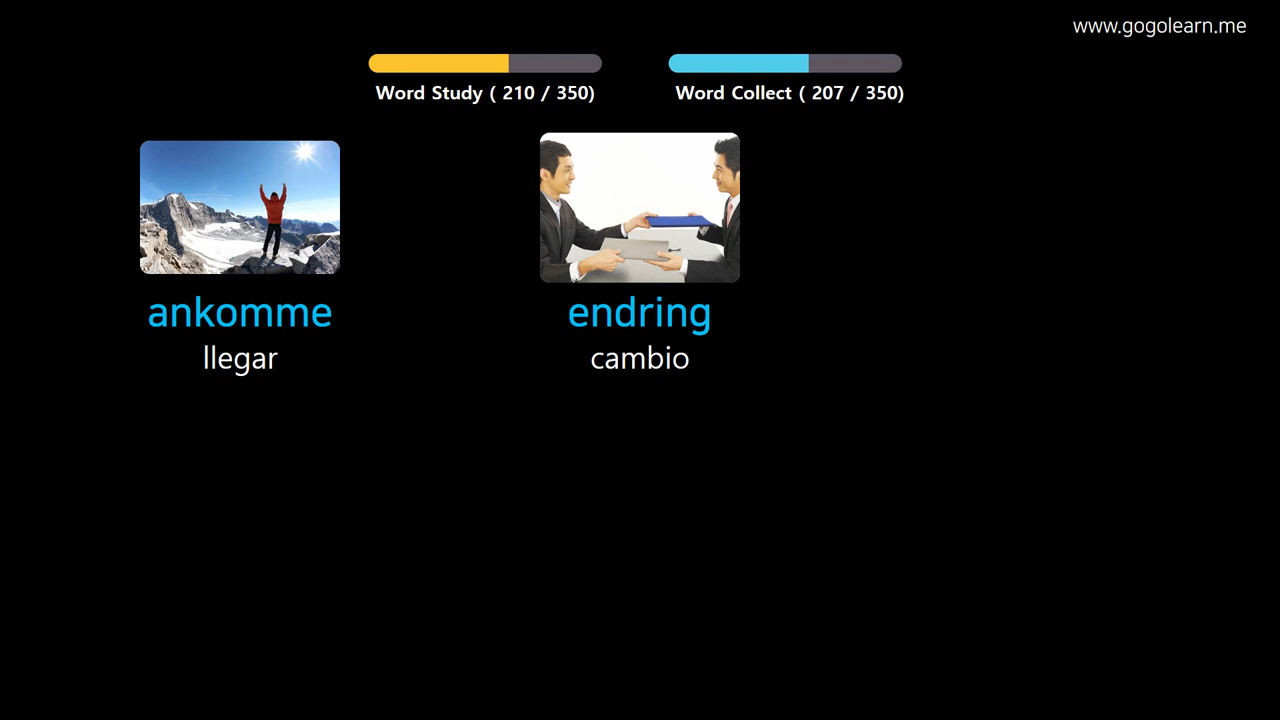 www.gogolearn.me
Word Study ( 210 / 350)
Word Collect ( 207 / 350)
ankomme
llegar
endring
cambio